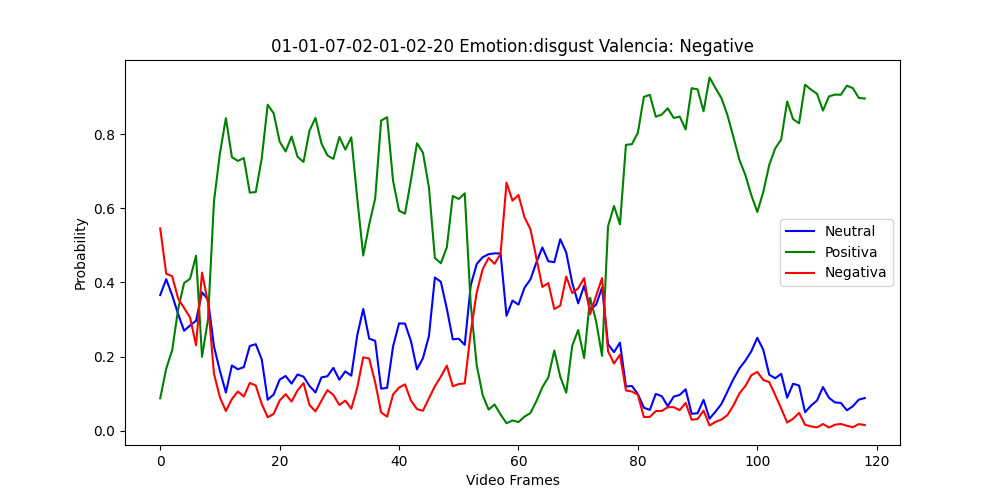 01-01-07-02-01-02-20 Emotion:disgust Valencia: Negative
Probability
0.8
0.6
0.4
0.2
0.0
Neutral
Positiva
Negativa
0 20 40 60 80 100 120
Video Frames